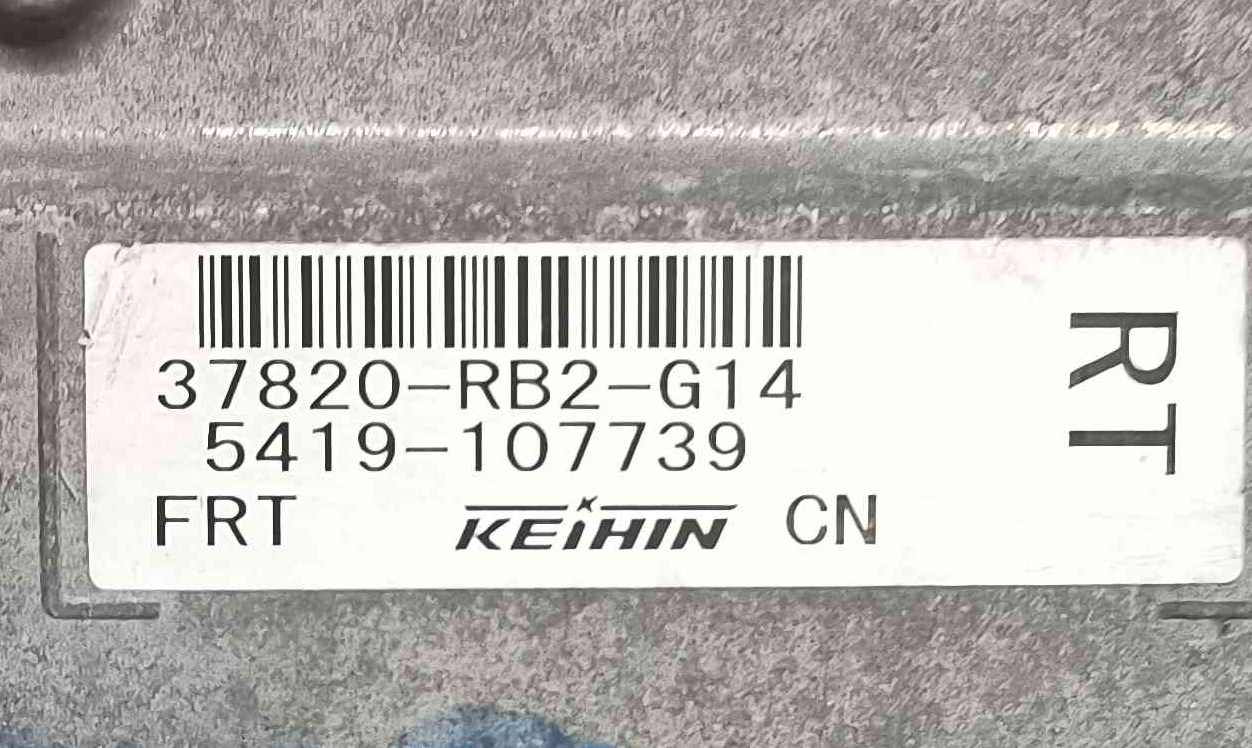 37820-RB2-G14
5419-107739
FRT KEIHIN CN
RT